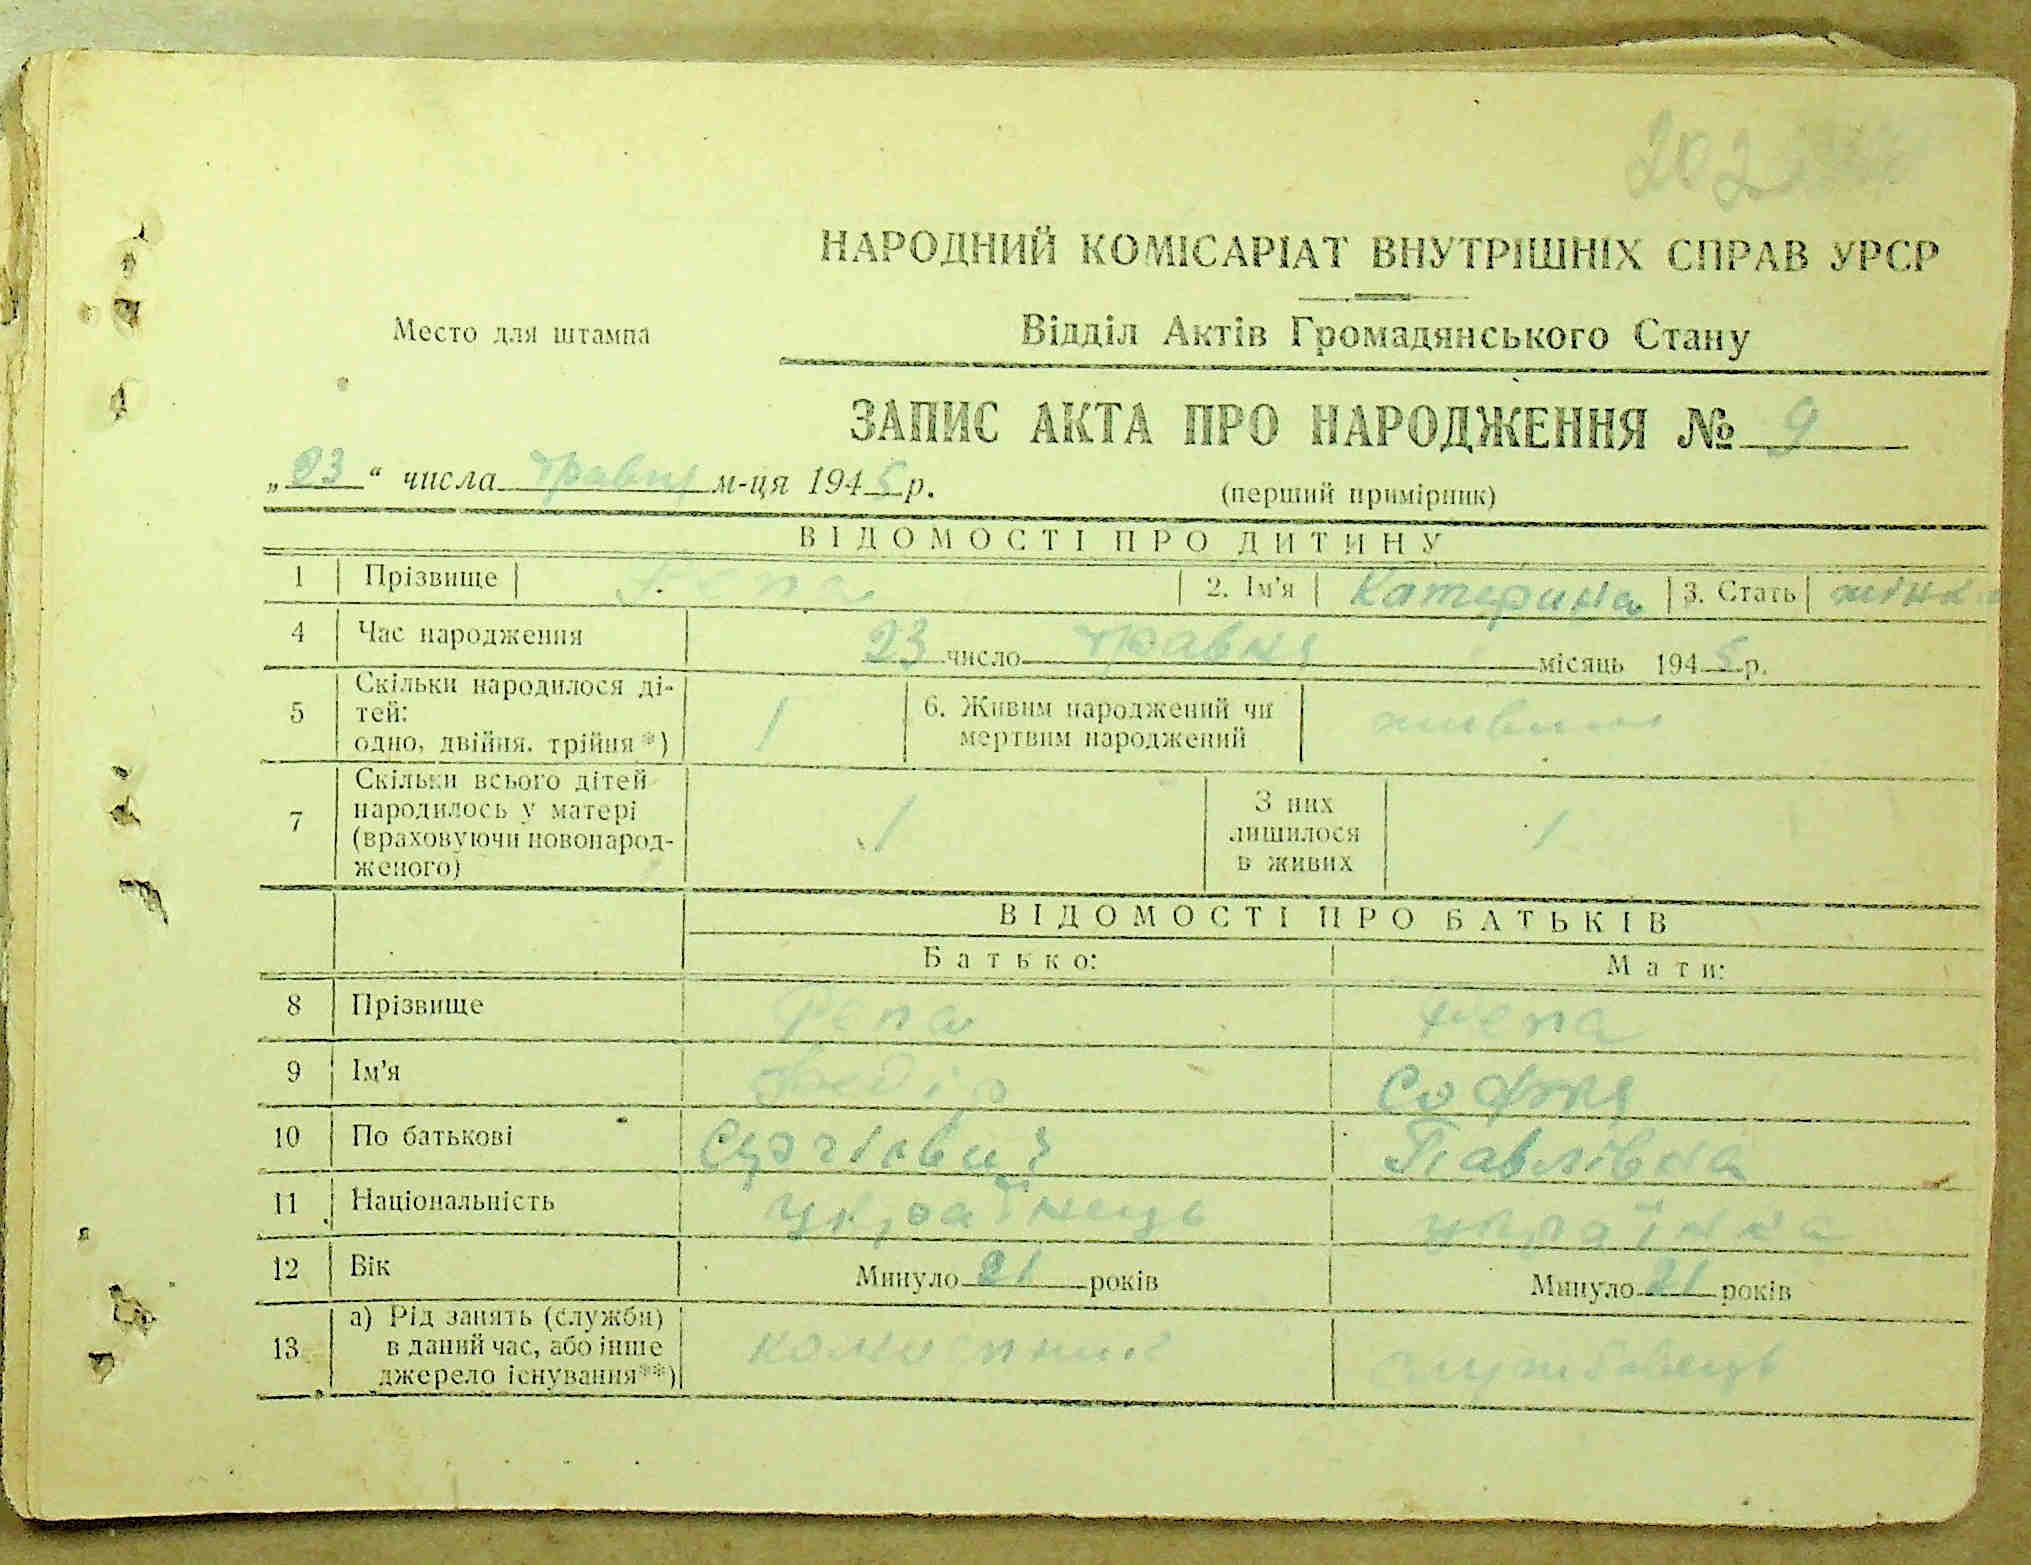 202
НАРОДНИЙ КОМІСАРІАТ ВНУТРІШНІХ СПРАВ УРСР
Место для штампа
Відділ Актів Громадянського Стану
ЗАПИС АКТА ПРО НАРОДЖЕННЯ № 9
„23“ числа травня м-ця 1945 р.
(перший примірник)
ВІДОМОСТІ ПРО ДИТИНУ
1 Прізвище Репа 2. Ім'я Катерина 3. Стать жінк
4 Час народження 23 число травня місяць 1945 р.
5 Скільки народилося ді-
тей:
одно, двійня, трійня*) 1 6. Живим народжений чи
мертвим народжений живим
7 Скільки всього дітей
народилось у матері
(враховуючи новонарод-
женого) 1 З них
лишилося
в живих 1
ВІДОМОСТІ ПРО БАТЬКІВ
Батько: Мати:
8 Прізвище Репа Репа
9 Ім'я Федір Софія
10 По батькові Сергієвич Павлівна
11 Національність українець українка
12 Вік Минуло 21 років Минуло 21 років
13 а) Рід занять (служби)
в даний час, або інше
джерело існування**) службовець